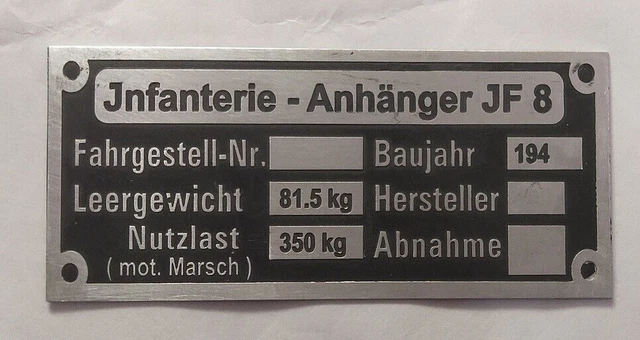 Jnfanterie - Anhänger JF 8
Fahrgestell-Nr. Baujahr 194
Leergewicht 81.5 kg Hersteller
Nutzlast 350 kg Abnahme
( mot. Marsch )